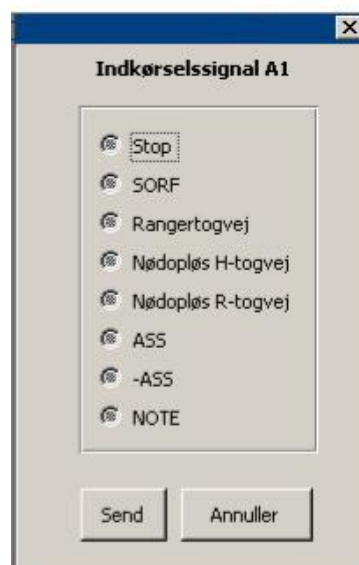 Indkørselssignal A1
Stop
SORF
Rangertogvej
Nødopløs H-togvej
Nødopløs R-togvej
ASS
-ASS
NOTE
Send
Annuller